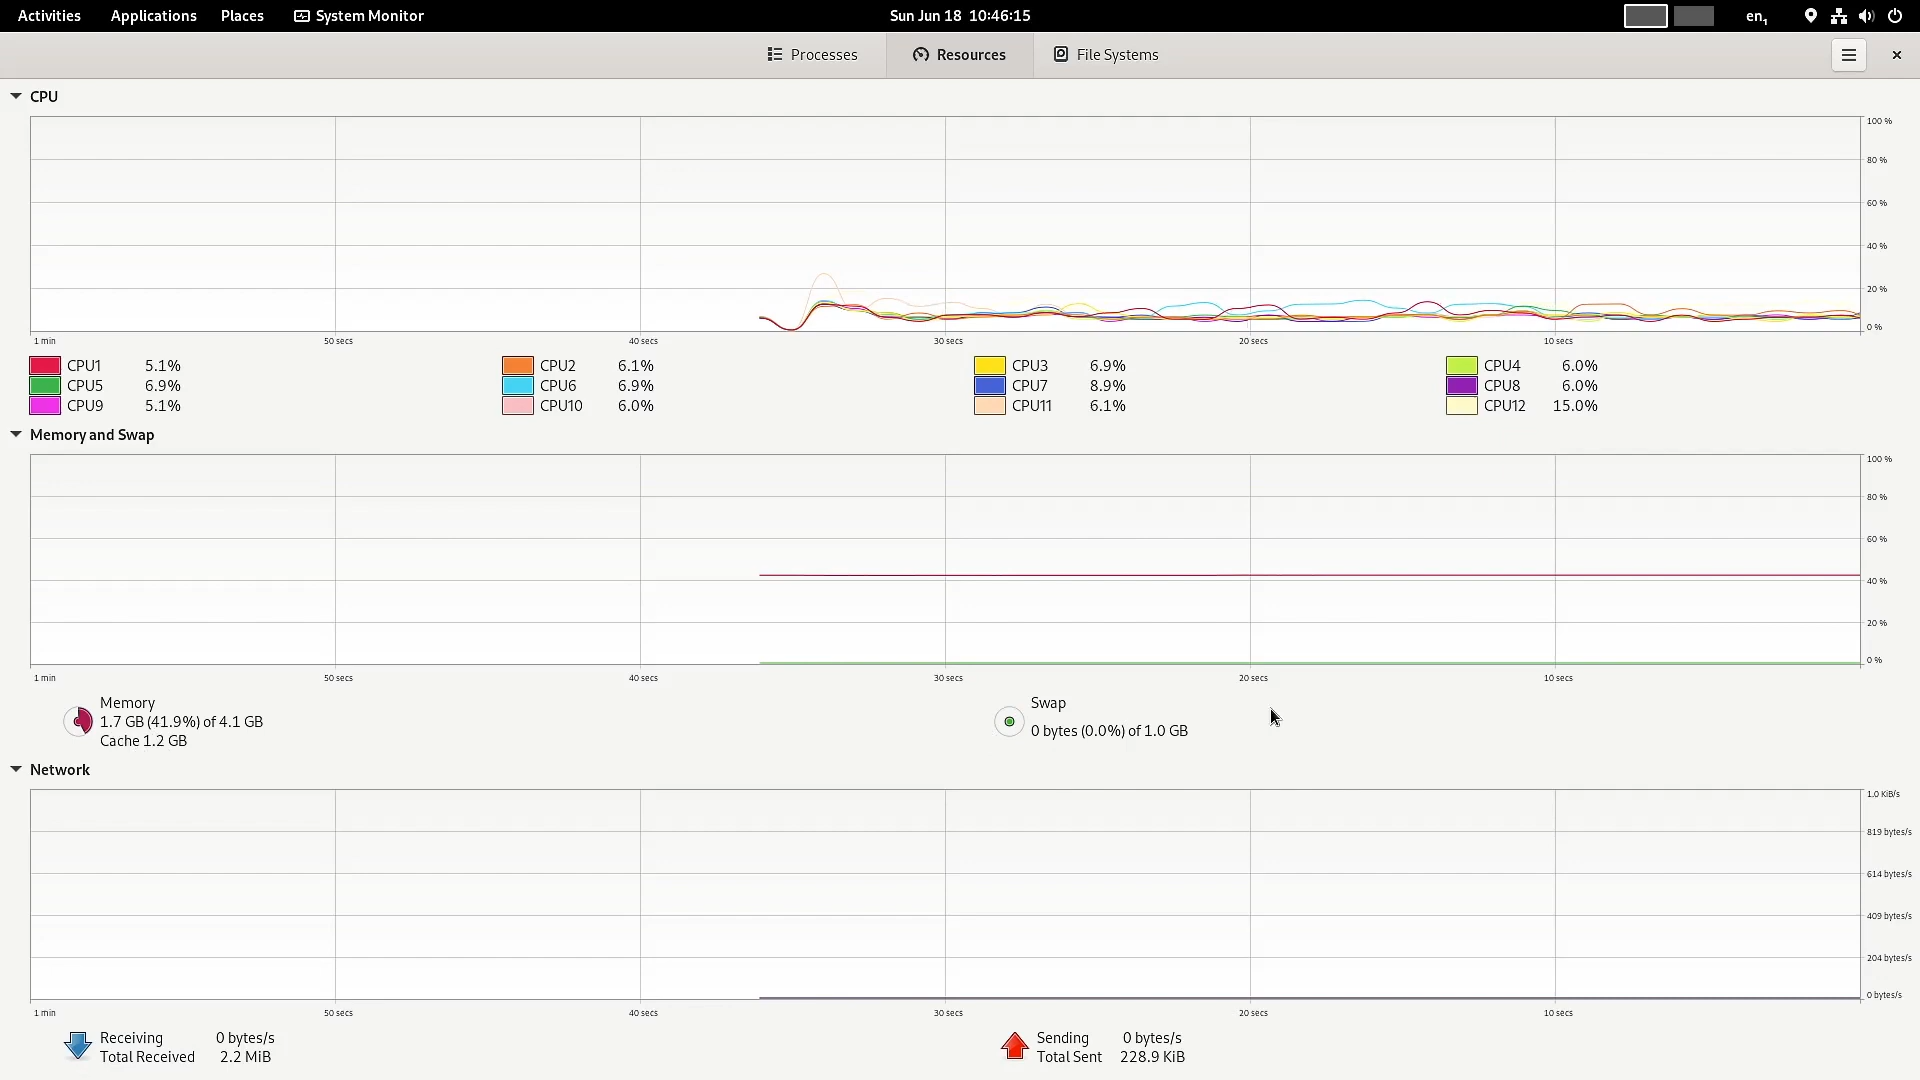 Activities Applications Places System Monitor Sun Jun 18 10:46:15 en₁
Processes Resources File Systems
CPU
100 %
80 %
60 %
40 %
20 %
0 %
1 min 50 secs 40 secs 30 secs 20 secs 10 secs
CPU1 5.1% CPU2 6.1% CPU3 6.9% CPU4 6.0%
CPU5 6.9% CPU6 6.9% CPU7 8.9% CPU8 6.0%
CPU9 5.1% CPU10 6.0% CPU11 6.1% CPU12 15.0%
Memory and Swap
100 %
80 %
60 %
40 %
20 %
0 %
1 min 50 secs 40 secs 30 secs 20 secs 10 secs
Memory
1.7 GB (41.9%) of 4.1 GB
Cache 1.2 GB
Swap
0 bytes (0.0%) of 1.0 GB
Network
1.0 KiB/s
819 bytes/s
614 bytes/s
409 bytes/s
204 bytes/s
0 bytes/s
1 min 50 secs 40 secs 30 secs 20 secs 10 secs
Receiving 0 bytes/s
Total Received 2.2 MiB
Sending 0 bytes/s
Total Sent 228.9 KiB